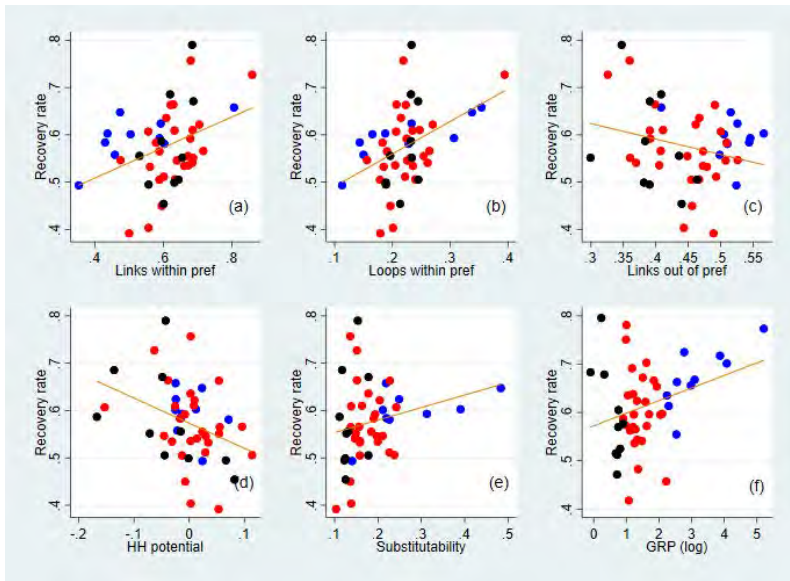 Recovery rate
.4 .5 .6 .7 .8
(a)
.4 .6 .8
Links within pref
Recovery rate
.4 .5 .6 .7 .8
(b)
.1 .2 .3 .4
Loops within pref
Recovery rate
.4 .5 .6 .7 .8
(c)
.3 .35 .4 .45 .5 .55
Links out of pref
Recovery rate
.4 .5 .6 .7 .8
(d)
-.2 -.1 0 .1
HH potential
Recovery rate
.4 .5 .6 .7 .8
(e)
.1 .2 .3 .4 .5
Substitutability
Recovery rate
.4 .5 .6 .7 .8
(f)
0 1 2 3 4 5
GRP (log)